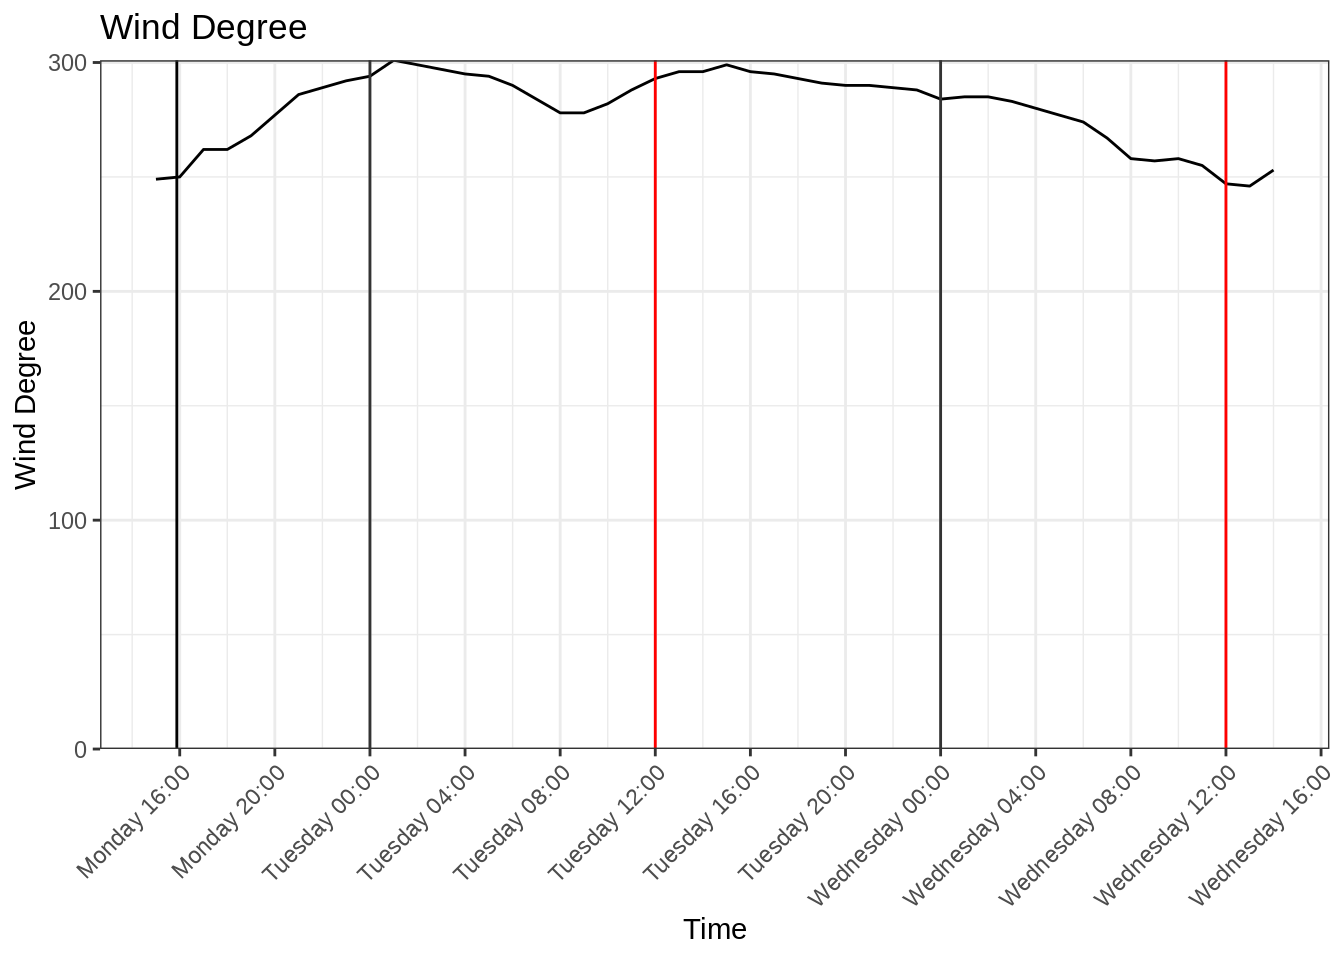 Wind Degree
Wind Degree
300
200
100
0
Monday 16:00
Monday 20:00
Tuesday 00:00
Tuesday 04:00
Tuesday 08:00
Tuesday 12:00
Tuesday 16:00
Tuesday 20:00
Wednesday 00:00
Wednesday 04:00
Wednesday 08:00
Wednesday 12:00
Wednesday 16:00
Time